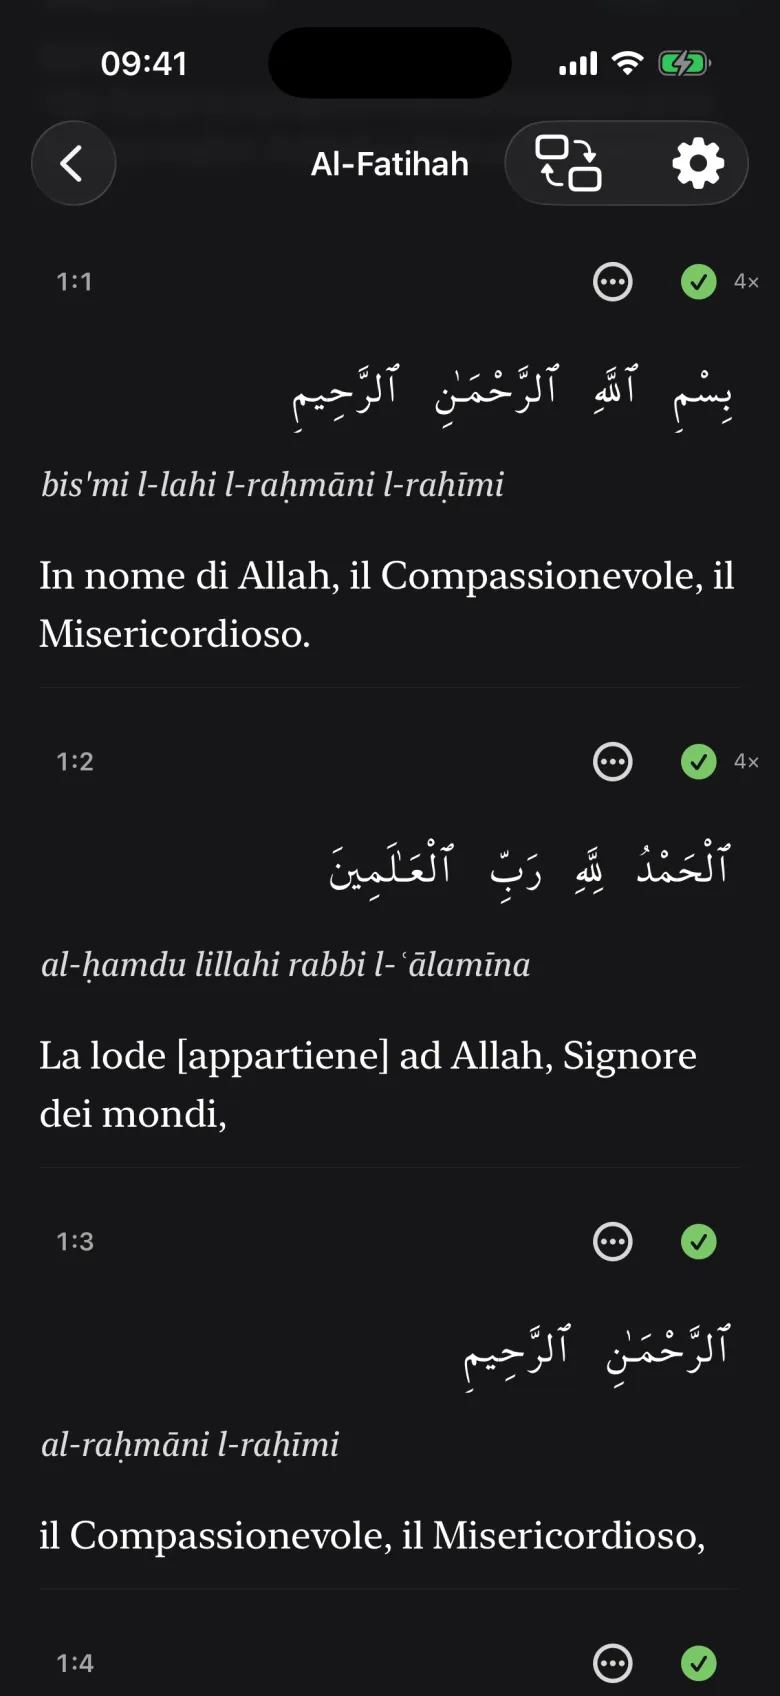 09:41
Al-Fatihah
1:1
4×
بِسْمِ ٱللَّهِ ٱلرَّحْمَـٰنِ ٱلرَّحِيمِ
bis'mi l-lahi l-raḥmāni l-raḥīmi
In nome di Allah, il Compassionevole, il
Misericordioso.
1:2
4×
ٱلْحَمْدُ لِلَّهِ رَبِّ ٱلْعَـٰلَمِينَ
al-ḥamdu lillahi rabbi l-ʿālamīna
La lode [appartiene] ad Allah, Signore
dei mondi,
1:3
ٱلرَّحْمَـٰنِ ٱلرَّحِيمِ
al-raḥmāni l-raḥīmi
il Compassionevole, il Misericordioso,
1:4